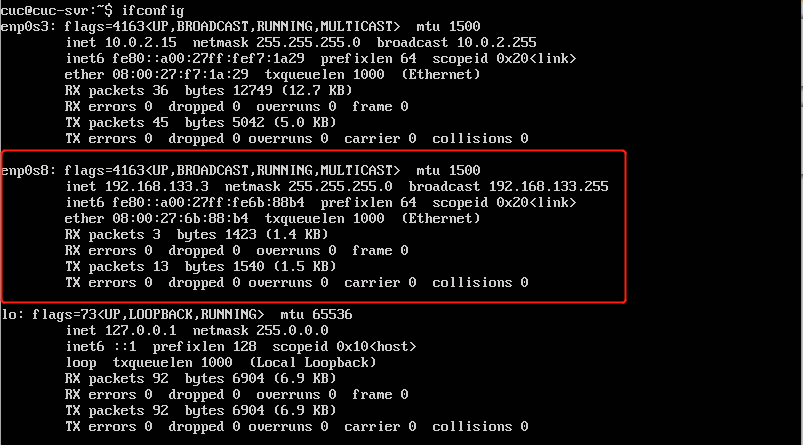 cuc@cuc-svr:~$ ifconfig
enp0s3: flags=4163<UP,BROADCAST,RUNNING,MULTICAST>  mtu 1500
        inet 10.0.2.15  netmask 255.255.255.0  broadcast 10.0.2.255
        inet6 fe80::a00:27ff:fef7:1a29  prefixlen 64  scopeid 0x20<link>
        ether 08:00:27:f7:1a:29  txqueuelen 1000  (Ethernet)
        RX packets 36  bytes 12749 (12.7 KB)
        RX errors 0  dropped 0  overruns 0  frame 0
        TX packets 45  bytes 5042 (5.0 KB)
        TX errors 0  dropped 0 overruns 0  carrier 0  collisions 0
enp0s8: flags=4163<UP,BROADCAST,RUNNING,MULTICAST>  mtu 1500
        inet 192.168.133.3  netmask 255.255.255.0  broadcast 192.168.133.255
        inet6 fe80::a00:27ff:fe6b:88b4  prefixlen 64  scopeid 0x20<link>
        ether 08:00:27:6b:88:b4  txqueuelen 1000  (Ethernet)
        RX packets 3  bytes 1423 (1.4 KB)
        RX errors 0  dropped 0  overruns 0  frame 0
        TX packets 13  bytes 1540 (1.5 KB)
        TX errors 0  dropped 0 overruns 0  carrier 0  collisions 0
lo: flags=73<UP,LOOPBACK,RUNNING>  mtu 65536
        inet 127.0.0.1  netmask 255.0.0.0
        inet6 ::1  prefixlen 128  scopeid 0x10<host>
        loop  txqueuelen 1000  (Local Loopback)
        RX packets 92  bytes 6904 (6.9 KB)
        RX errors 0  dropped 0  overruns 0  frame 0
        TX packets 92  bytes 6904 (6.9 KB)
        TX errors 0  dropped 0 overruns 0  carrier 0  collisions 0